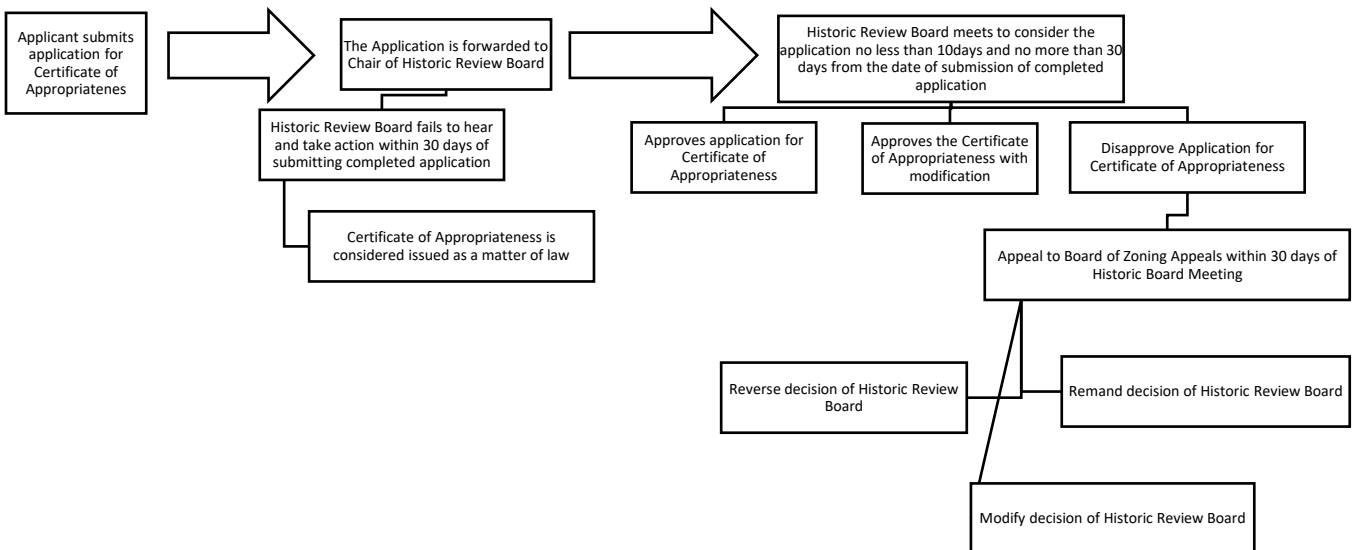 Applicant submits
application for
Certificate of
Appropriatenes
The Application is forwarded to
Chair of Historic Review Board
Historic Review Board meets to consider the
application no less than 10days and no more than 30
days from the date of submission of completed
application
Historic Review Board fails to hear
and take action within 30 days of
submitting completed application
Certificate of Appropriateness is
considered issued as a matter of law
Approves application for
Certificate of
Appropriateness
Approves the Certificate
of Appropriateness with
modification
Disapprove Application for
Certificate of Appropriateness
Appeal to Board of Zoning Appeals within 30 days of
Historic Board Meeting
Reverse decision of Historic Review
Board
Remand decision of Historic Review Board
Modify decision of Historic Review Board